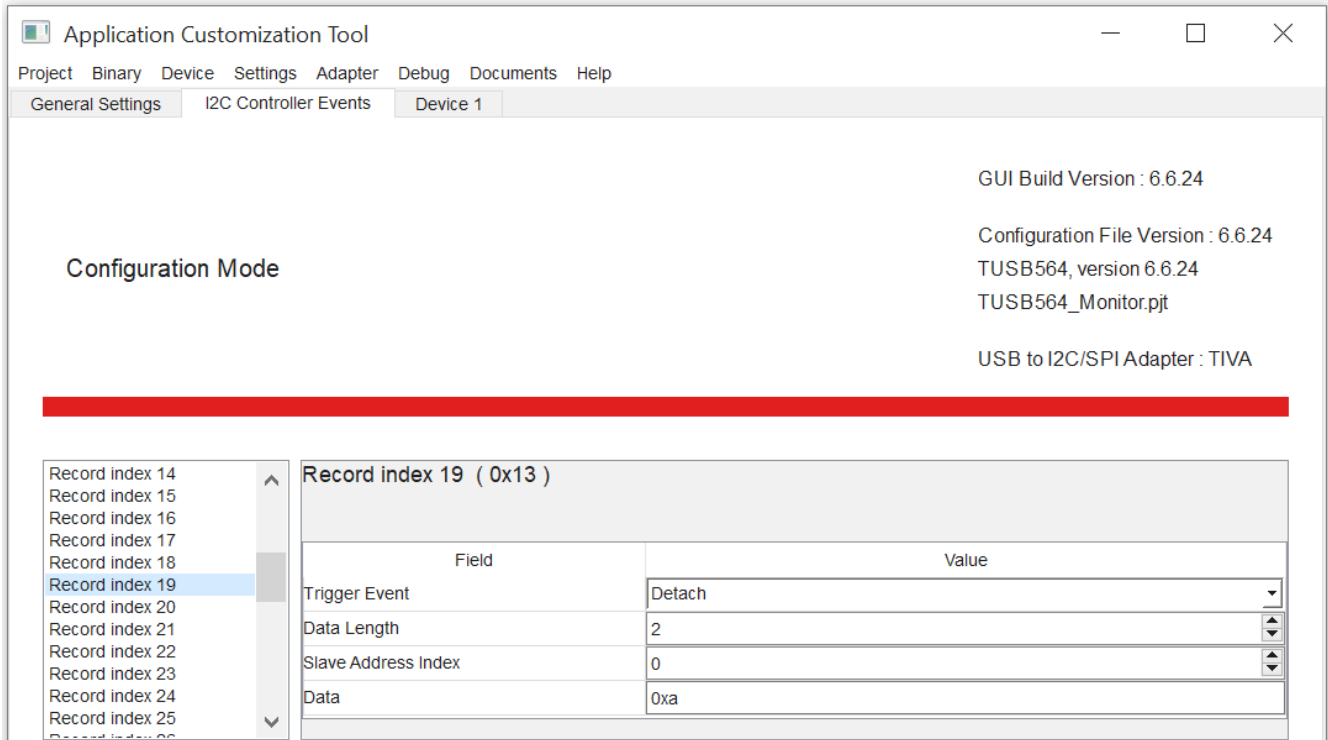 Application Customization Tool
Project Binary Device Settings Adapter Debug Documents Help
General Settings I2C Controller Events Device 1
GUI Build Version : 6.6.24
Configuration File Version : 6.6.24
Configuration Mode
TUSB564, version 6.6.24
TUSB564_Monitor.pjt
USB to I2C/SPI Adapter : TIVA
Record index 14
Record index 15
Record index 16
Record index 17
Record index 18
Record index 19
Record index 20
Record index 21
Record index 22
Record index 23
Record index 24
Record index 25
Record index 26
Record index 19 ( 0x13 )
Field Value
Trigger Event Detach
Data Length 2
Slave Address Index 0
Data 0xa